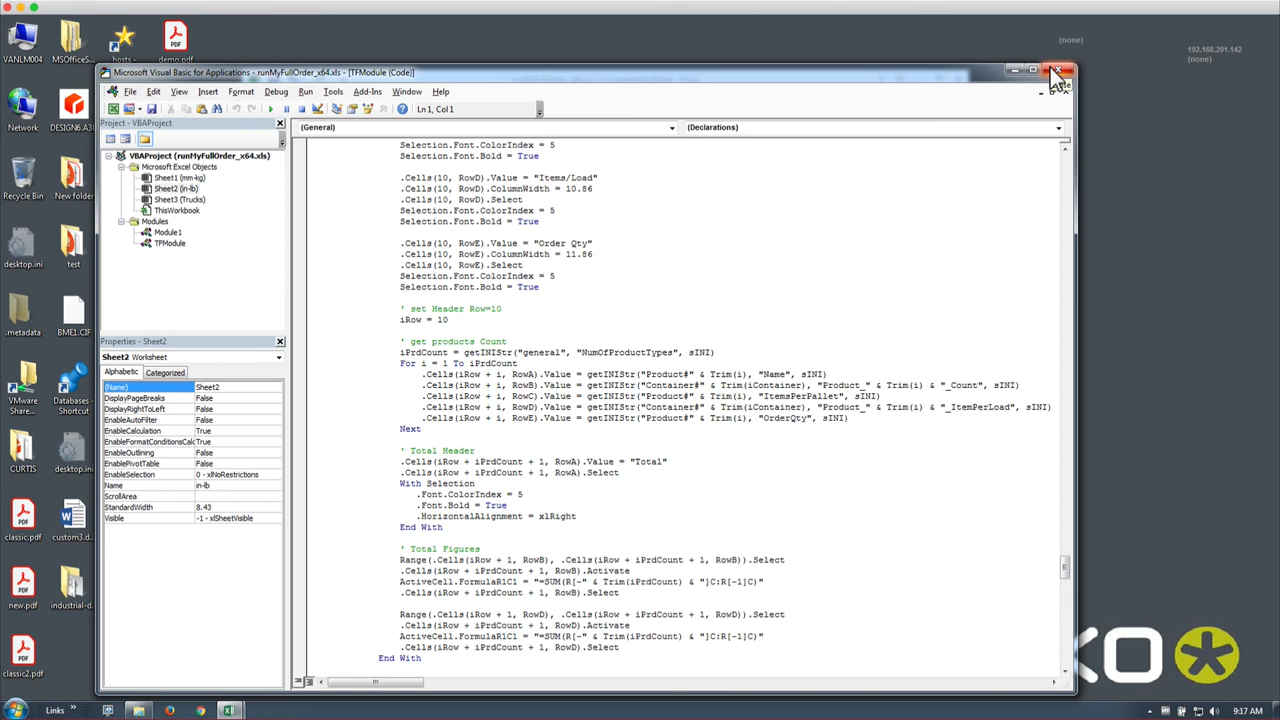 (none)
192.168.201.142
(none)
VANLM004
MSOfficeS...
hosts -
demo.pdf
Network
DESIGN6.A3D
Recycle Bin
New folder
desktop.ini
test
.metadata
BME1.CIF
VMware
Share...
Databases -
Shortcut
CURTIS
desktop.ini
classic.pdf
custom3.d...
new.pdf
industrial-d...
classic2.pdf
Microsoft Visual Basic for Applications - runMyFullOrder_x64.xls - [TFModule (Code)]
File Edit View Insert Format Debug Run Tools Add-Ins Window Help
Ln 1, Col 1
Project - VBAProject
VBAProject (runMyFullOrder_x64.xls)
Microsoft Excel Objects
Sheet1 (mm-kg)
Sheet2 (in-lb)
Sheet3 (Trucks)
ThisWorkbook
Modules
Module1
TFModule
Properties - Sheet2
Sheet2 Worksheet
Alphabetic Categorized
(Name) Sheet2
DisplayPageBreaks False
DisplayRightToLeft False
EnableAutoFilter False
EnableCalculation True
EnableFormatConditionsCalc True
EnableOutlining False
EnablePivotTable False
EnableSelection 0 - xlNoRestrictions
Name in-lb
ScrollArea
StandardWidth 8.43
Visible -1 - xlSheetVisible
(General) (Declarations)
Selection.Font.ColorIndex = 5
Selection.Font.Bold = True
.Cells(10, RowD).Value = "Items/Load"
.Cells(10, RowD).ColumnWidth = 10.86
.Cells(10, RowD).Select
Selection.Font.ColorIndex = 5
Selection.Font.Bold = True
.Cells(10, RowE).Value = "Order Qty"
.Cells(10, RowE).ColumnWidth = 11.86
.Cells(10, RowE).Select
Selection.Font.ColorIndex = 5
Selection.Font.Bold = True
' set Header Row=10
iRow = 10
' get products Count
iPrdCount = getINIStr("general", "NumOfProductTypes", sINI)
For i = 1 To iPrdCount
.Cells(iRow + i, RowA).Value = getINIStr("Product#" & Trim(i), "Name", sINI)
.Cells(iRow + i, RowB).Value = getINIStr("Container#" & Trim(iContainer), "Product_" & Trim(i) & "_Count", sINI)
.Cells(iRow + i, RowC).Value = getINIStr("Product#" & Trim(i), "ItemsPerPallet", sINI)
.Cells(iRow + i, RowD).Value = getINIStr("Container#" & Trim(iContainer), "Product_" & Trim(i) & "_ItemPerLoad", sINI)
.Cells(iRow + i, RowE).Value = getINIStr("Product#" & Trim(i), "OrderQty", sINI)
Next
' Total Header
.Cells(iRow + iPrdCount + 1, RowA).Value = "Total"
.Cells(iRow + iPrdCount + 1, RowA).Select
With Selection
.Font.ColorIndex = 5
.Font.Bold = True
.HorizontalAlignment = xlRight
End With
' Total Figures
Range(.Cells(iRow + 1, RowB), .Cells(iRow + iPrdCount + 1, RowB)).Select
.Cells(iRow + iPrdCount + 1, RowB).Activate
ActiveCell.FormulaR1C1 = "=SUM(R[-" & Trim(iPrdCount) & "]C:R[-1]C)"
.Cells(iRow + iPrdCount + 1, RowB).Select
Range(.Cells(iRow + 1, RowD), .Cells(iRow + iPrdCount + 1, RowD)).Select
.Cells(iRow + iPrdCount + 1, RowD).Activate
ActiveCell.FormulaR1C1 = "=SUM(R[-" & Trim(iPrdCount) & "]C:R[-1]C)"
.Cells(iRow + iPrdCount + 1, RowD).Select
End With
KO
Links
9:17 AM